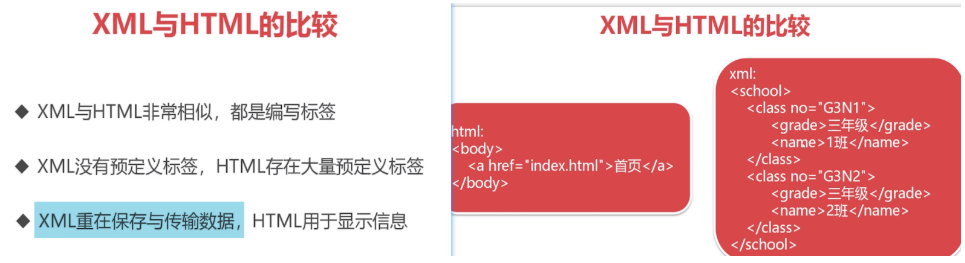 XML与HTML的比较
◆ XML与HTML非常相似，都是编写标签
◆ XML没有预定义标签，HTML存在大量预定义标签
◆ XML重在保存与传输数据，HTML用于显示信息
XML与HTML的比较
html:
<body>
<a href="index.html">首页</a>
</body>
xml:
<school>
<class no="G3N1">
<grade>三年级</grade>
<name>1班</name>
</class>
<class no="G3N2">
<grade>三年级</grade>
<name>2班</name>
</class>
</school>